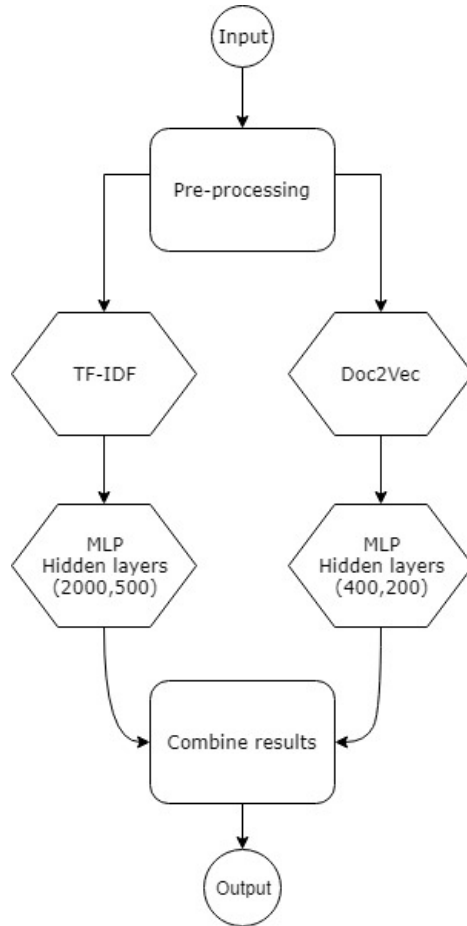 Input
Pre-processing
TF-IDF
Doc2Vec
MLP
Hidden layers
(2000,500)
MLP
Hidden layers
(400,200)
Combine results
Output